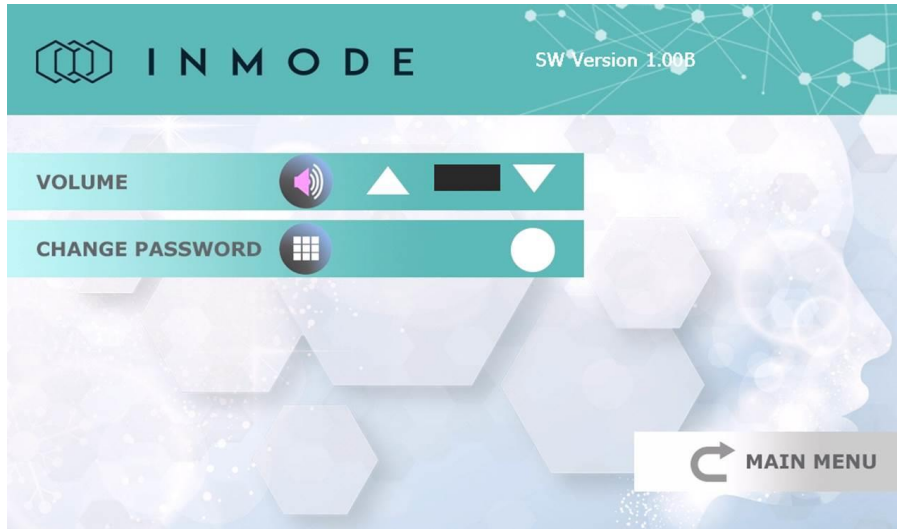 INMODE
SW Version 1.00B
VOLUME
CHANGE PASSWORD
MAIN MENU